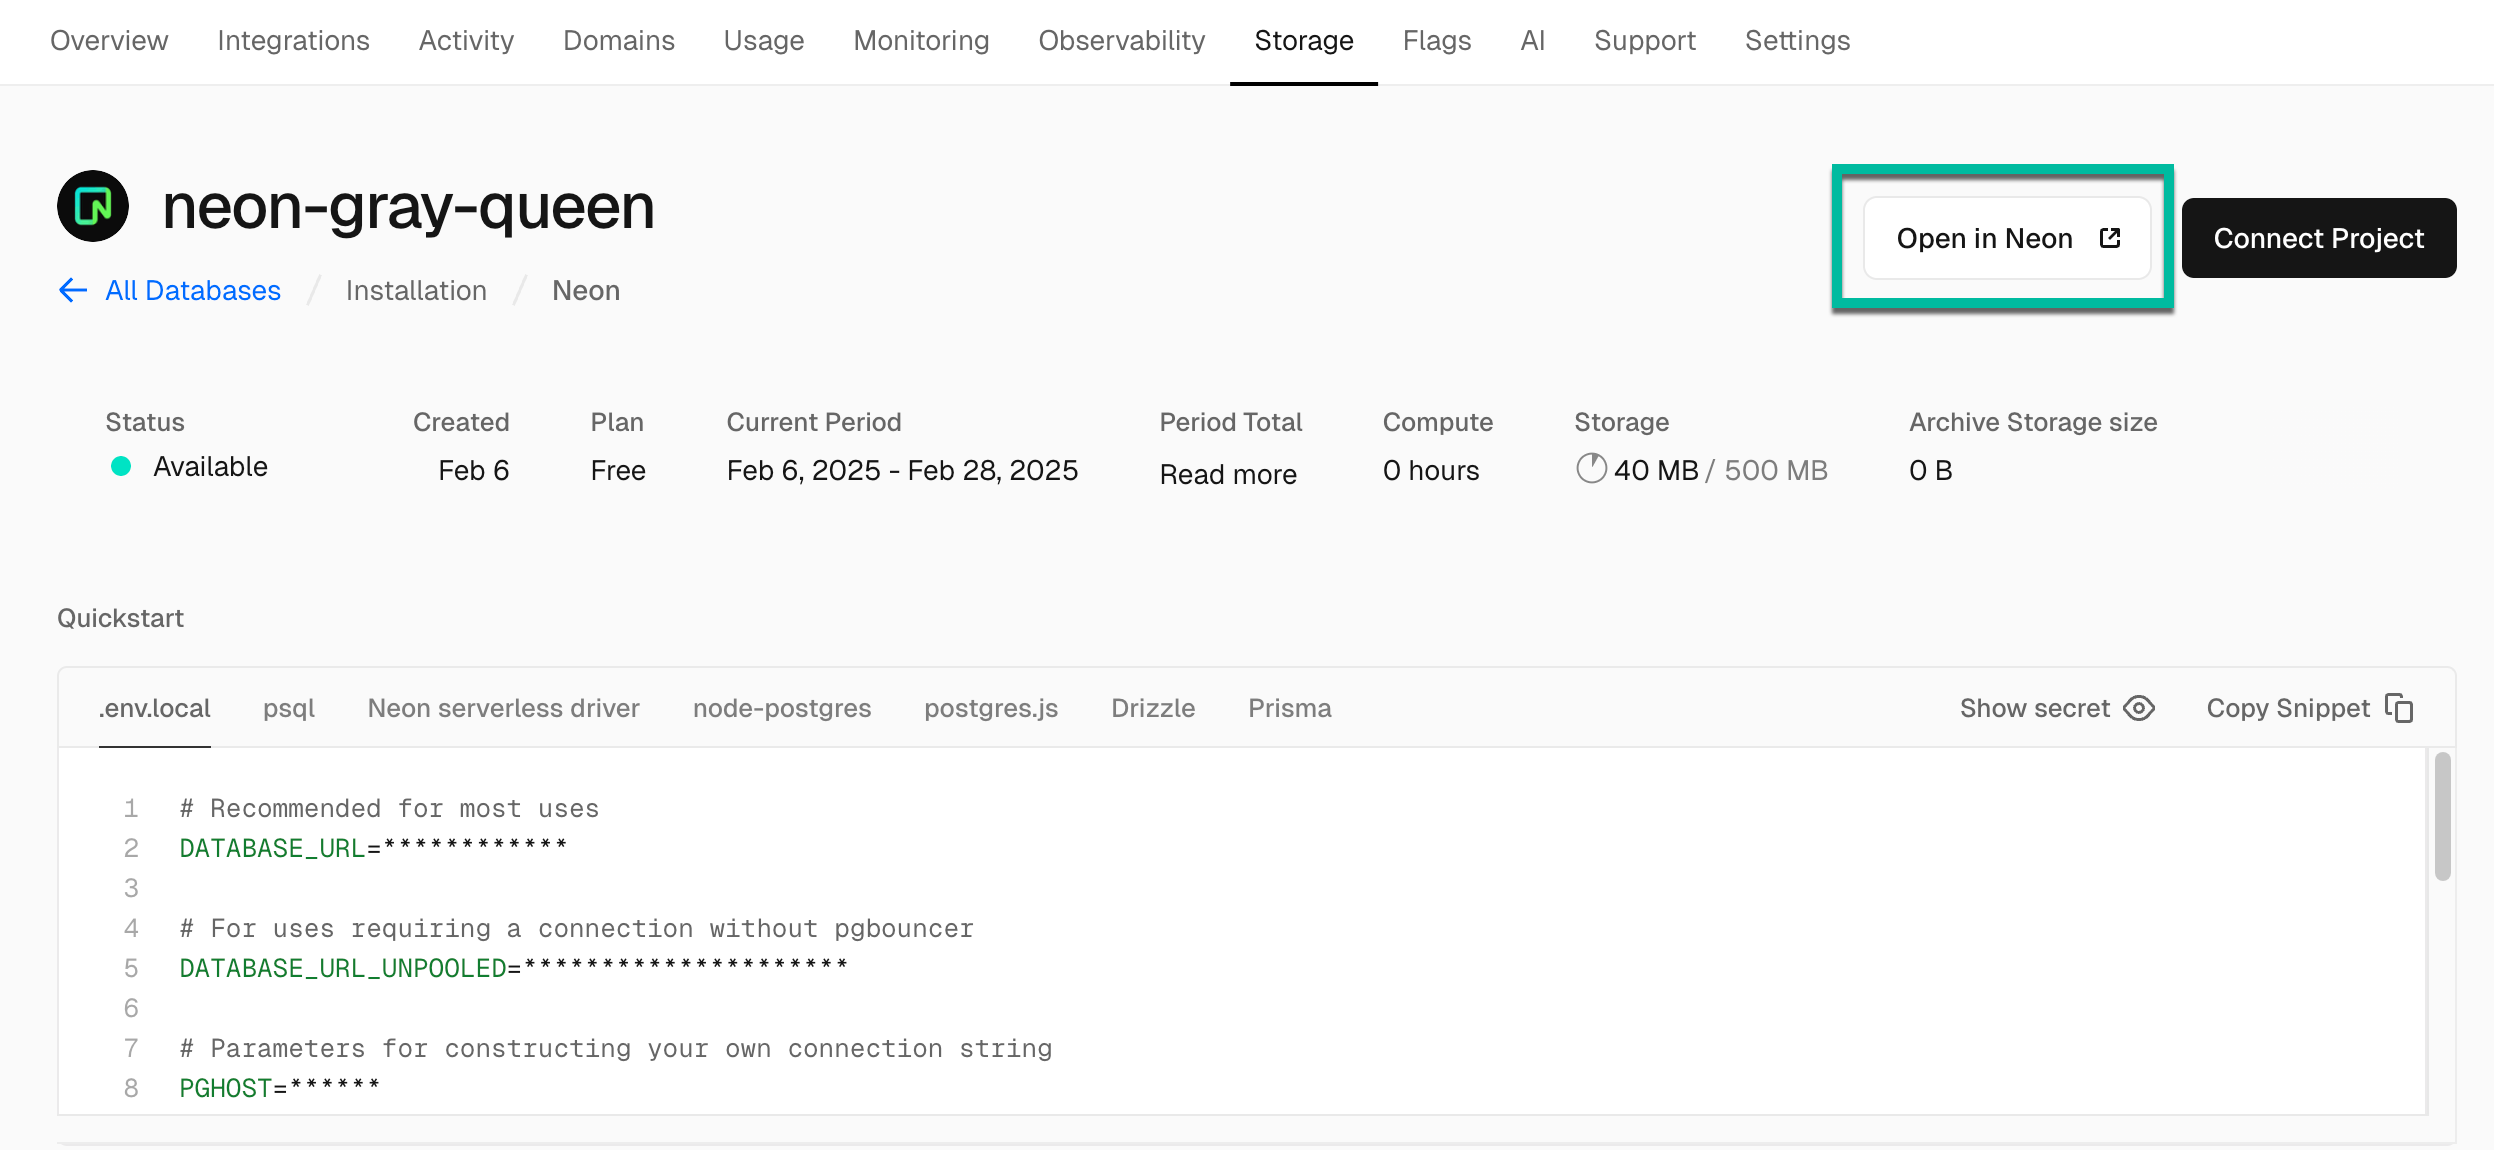 Overview Integrations Activity Domains Usage Monitoring Observability Storage Flags AI Support Settings
neon-gray-queen
Open in Neon
Connect Project
All Databases / Installation / Neon
Status Created Plan Current Period Period Total Compute Storage Archive Storage size
Available Feb 6 Free Feb 6, 2025 - Feb 28, 2025 Read more 0 hours 40 MB / 500 MB 0 B
Quickstart
.env.local psql Neon serverless driver node-postgres postgres.js Drizzle Prisma Show secret Copy Snippet
1 # Recommended for most uses
2 DATABASE_URL=************
3
4 # For uses requiring a connection without pgbouncer
5 DATABASE_URL_UNPOOLED=*********************
6
7 # Parameters for constructing your own connection string
8 PGHOST=******